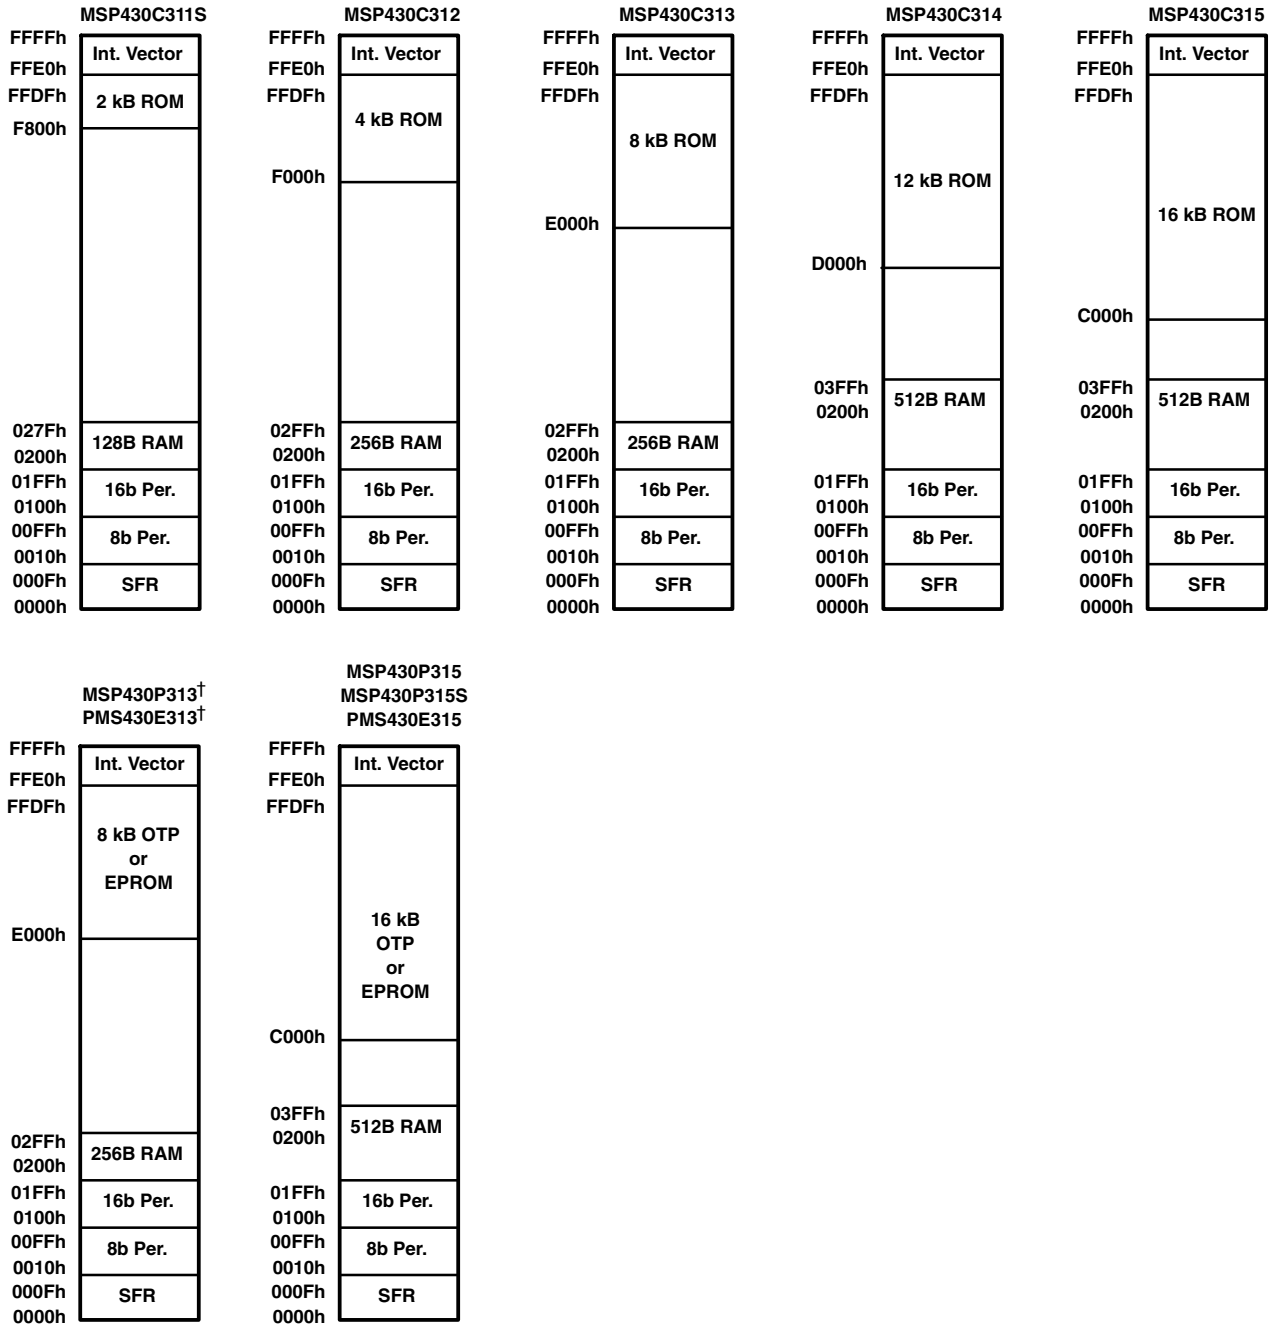 MSP430C311S
FFFFh
Int. Vector
FFE0h
FFDFh
2 kB ROM
F800h
027Fh
128B RAM
0200h
01FFh
16b Per.
0100h
00FFh
8b Per.
0010h
000Fh
SFR
0000h
MSP430C312
FFFFh
Int. Vector
FFE0h
FFDFh
4 kB ROM
F000h
02FFh
256B RAM
0200h
01FFh
16b Per.
0100h
00FFh
8b Per.
0010h
000Fh
SFR
0000h
MSP430C313
FFFFh
Int. Vector
FFE0h
FFDFh
8 kB ROM
E000h
02FFh
256B RAM
0200h
01FFh
16b Per.
0100h
00FFh
8b Per.
0010h
000Fh
SFR
0000h
MSP430C314
FFFFh
Int. Vector
FFE0h
FFDFh
12 kB ROM
D000h
03FFh
512B RAM
0200h
01FFh
16b Per.
0100h
00FFh
8b Per.
0010h
000Fh
SFR
0000h
MSP430C315
FFFFh
Int. Vector
FFE0h
FFDFh
16 kB ROM
C000h
03FFh
512B RAM
0200h
01FFh
16b Per.
0100h
00FFh
8b Per.
0010h
000Fh
SFR
0000h
MSP430P313†
PMS430E313†
FFFFh
Int. Vector
FFE0h
FFDFh
8 kB OTP
or
EPROM
E000h
02FFh
256B RAM
0200h
01FFh
16b Per.
0100h
00FFh
8b Per.
0010h
000Fh
SFR
0000h
MSP430P315
MSP430P315S
PMS430E315
FFFFh
Int. Vector
FFE0h
FFDFh
16 kB
OTP
or
EPROM
C000h
03FFh
512B RAM
0200h
01FFh
16b Per.
0100h
00FFh
8b Per.
0010h
000Fh
SFR
0000h